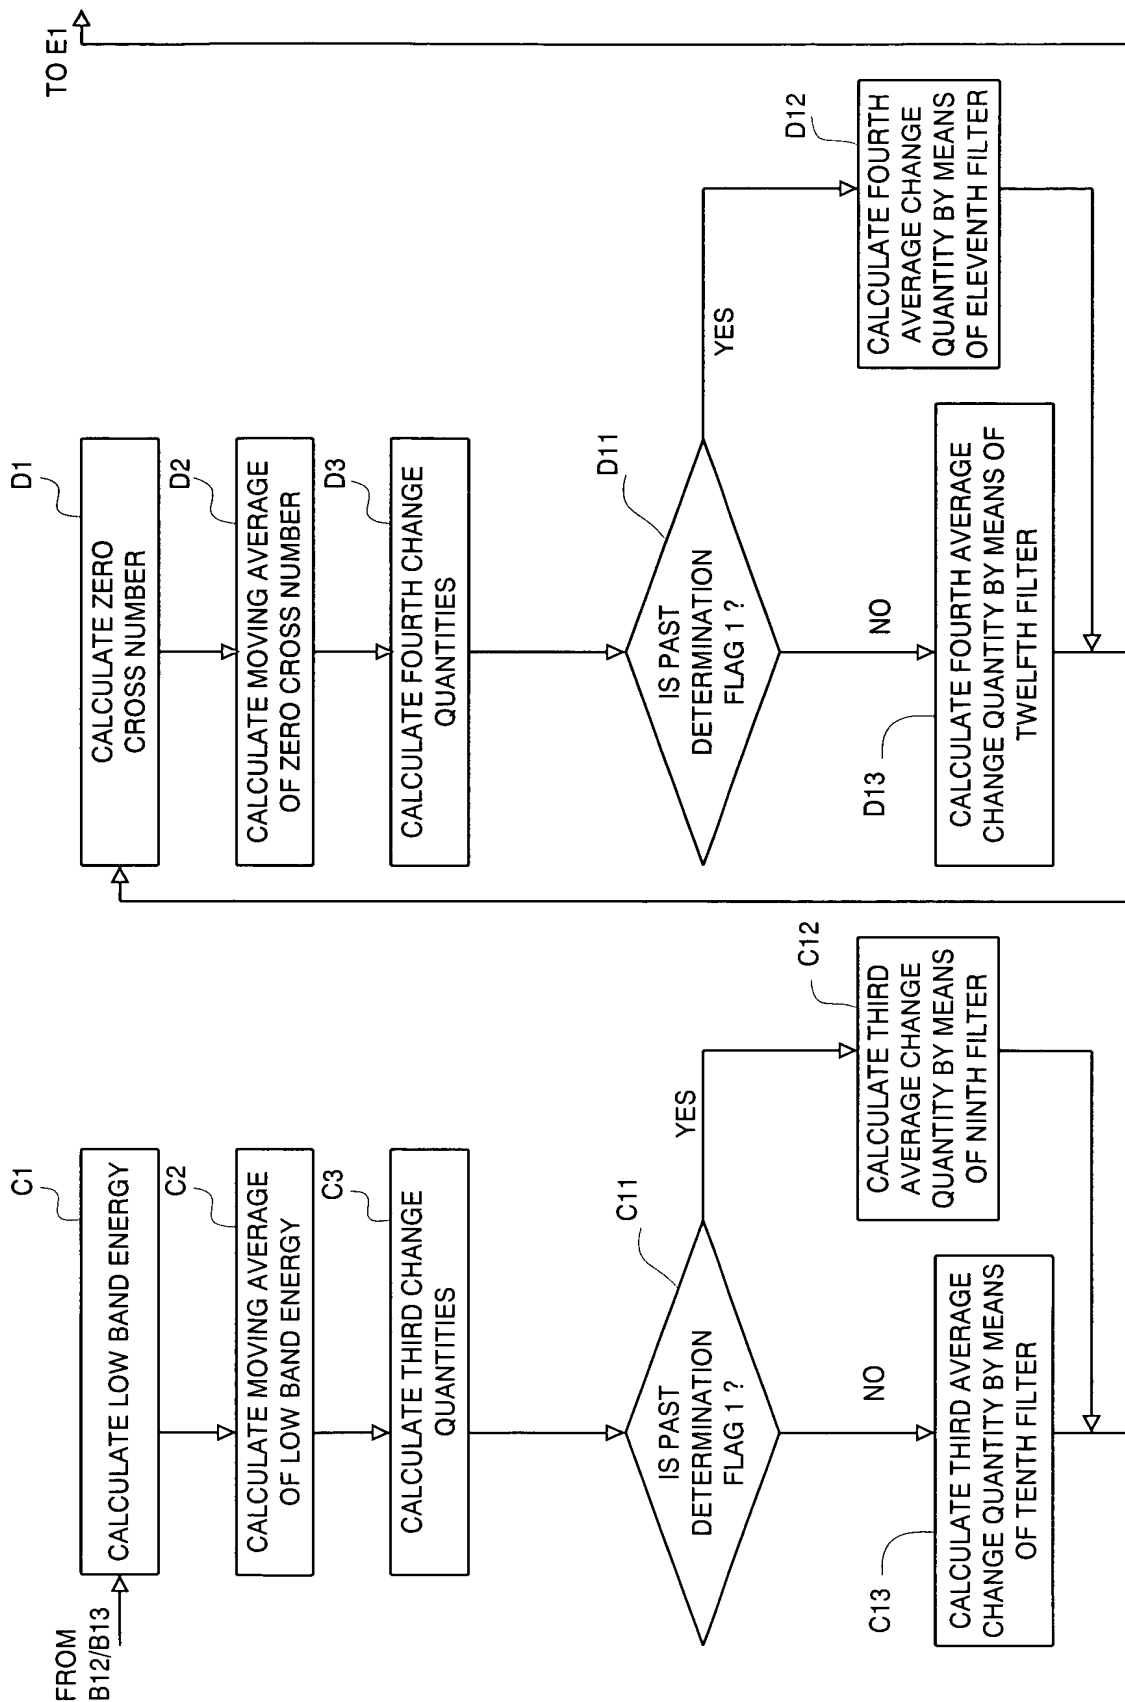 FROM
B12/B13
C1
CALCULATE LOW BAND ENERGY
C2
CALCULATE MOVING AVERAGE
OF LOW BAND ENERGY
C3
CALCULATE THIRD CHANGE
QUANTITIES
C11
IS PAST
DETERMINATION
FLAG 1 ?
YES
NO
C12
CALCULATE THIRD
AVERAGE CHANGE
QUANTITY BY MEANS
OF NINTH FILTER
C13
CALCULATE THIRD AVERAGE
CHANGE QUANTITY BY MEANS
OF TENTH FILTER
D1
CALCULATE ZERO
CROSS NUMBER
D2
CALCULATE MOVING AVERAGE
OF ZERO CROSS NUMBER
D3
CALCULATE FOURTH CHANGE
QUANTITIES
D11
IS PAST
DETERMINATION
FLAG 1 ?
YES
NO
D12
CALCULATE FOURTH
AVERAGE CHANGE
QUANTITY BY MEANS
OF ELEVENTH FILTER
D13
CALCULATE FOURTH AVERAGE
CHANGE QUANTITY BY MEANS OF
TWELFTH FILTER
TO E1